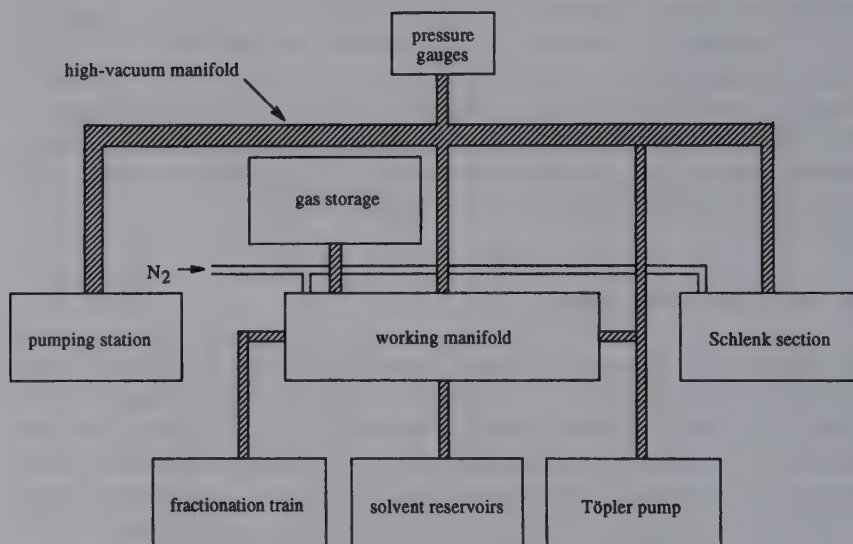 pressure
gauges
high-vacuum manifold
gas storage
N₂
pumping station
working manifold
Schlenk section
fractionation train
solvent reservoirs
Töpler pump